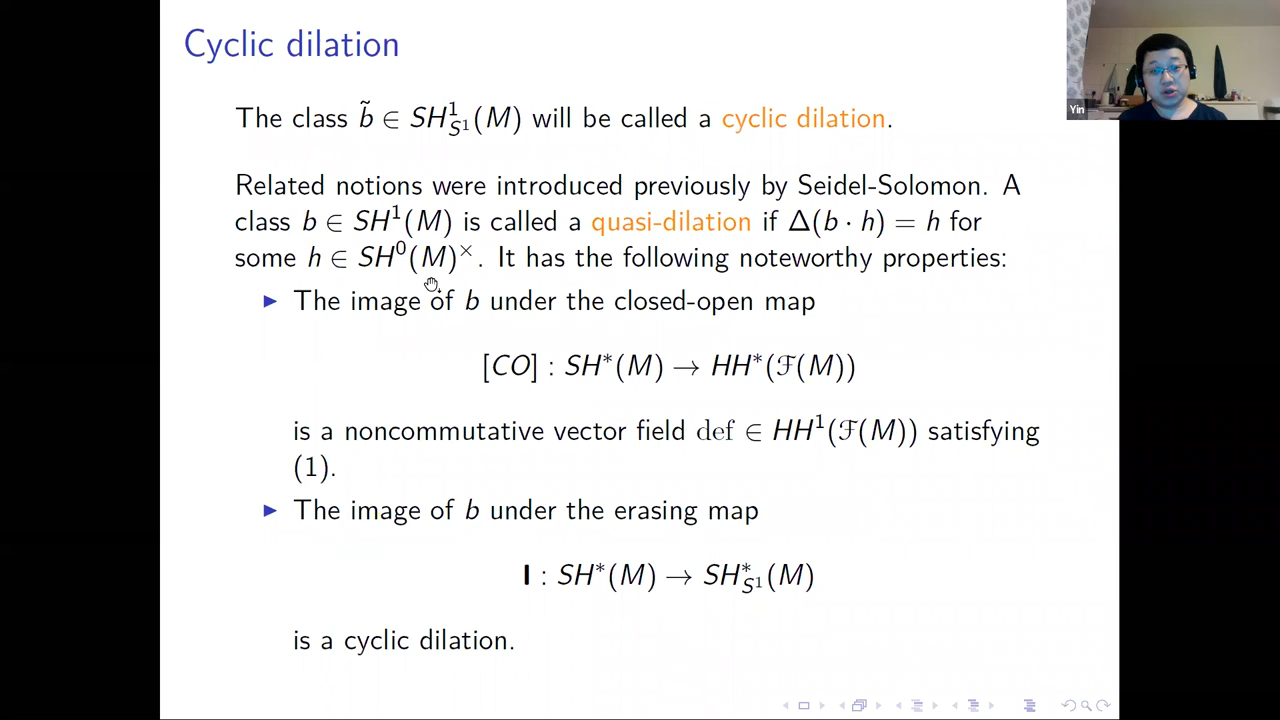 Cyclic dilation
The class b̃ ∈ SH¹_{S¹}(M) will be called a cyclic dilation.
Related notions were introduced previously by Seidel-Solomon. A
class b ∈ SH¹(M) is called a quasi-dilation if Δ(b · h) = h for
some h ∈ SH⁰(M)^×. It has the following noteworthy properties:
▶ The image of b under the closed-open map
[CO] : SH*(M) → HH*(ℱ(M))
is a noncommutative vector field def ∈ HH¹(ℱ(M)) satisfying
(1).
▶ The image of b under the erasing map
I : SH*(M) → SH*_{S¹}(M)
is a cyclic dilation.
Yin